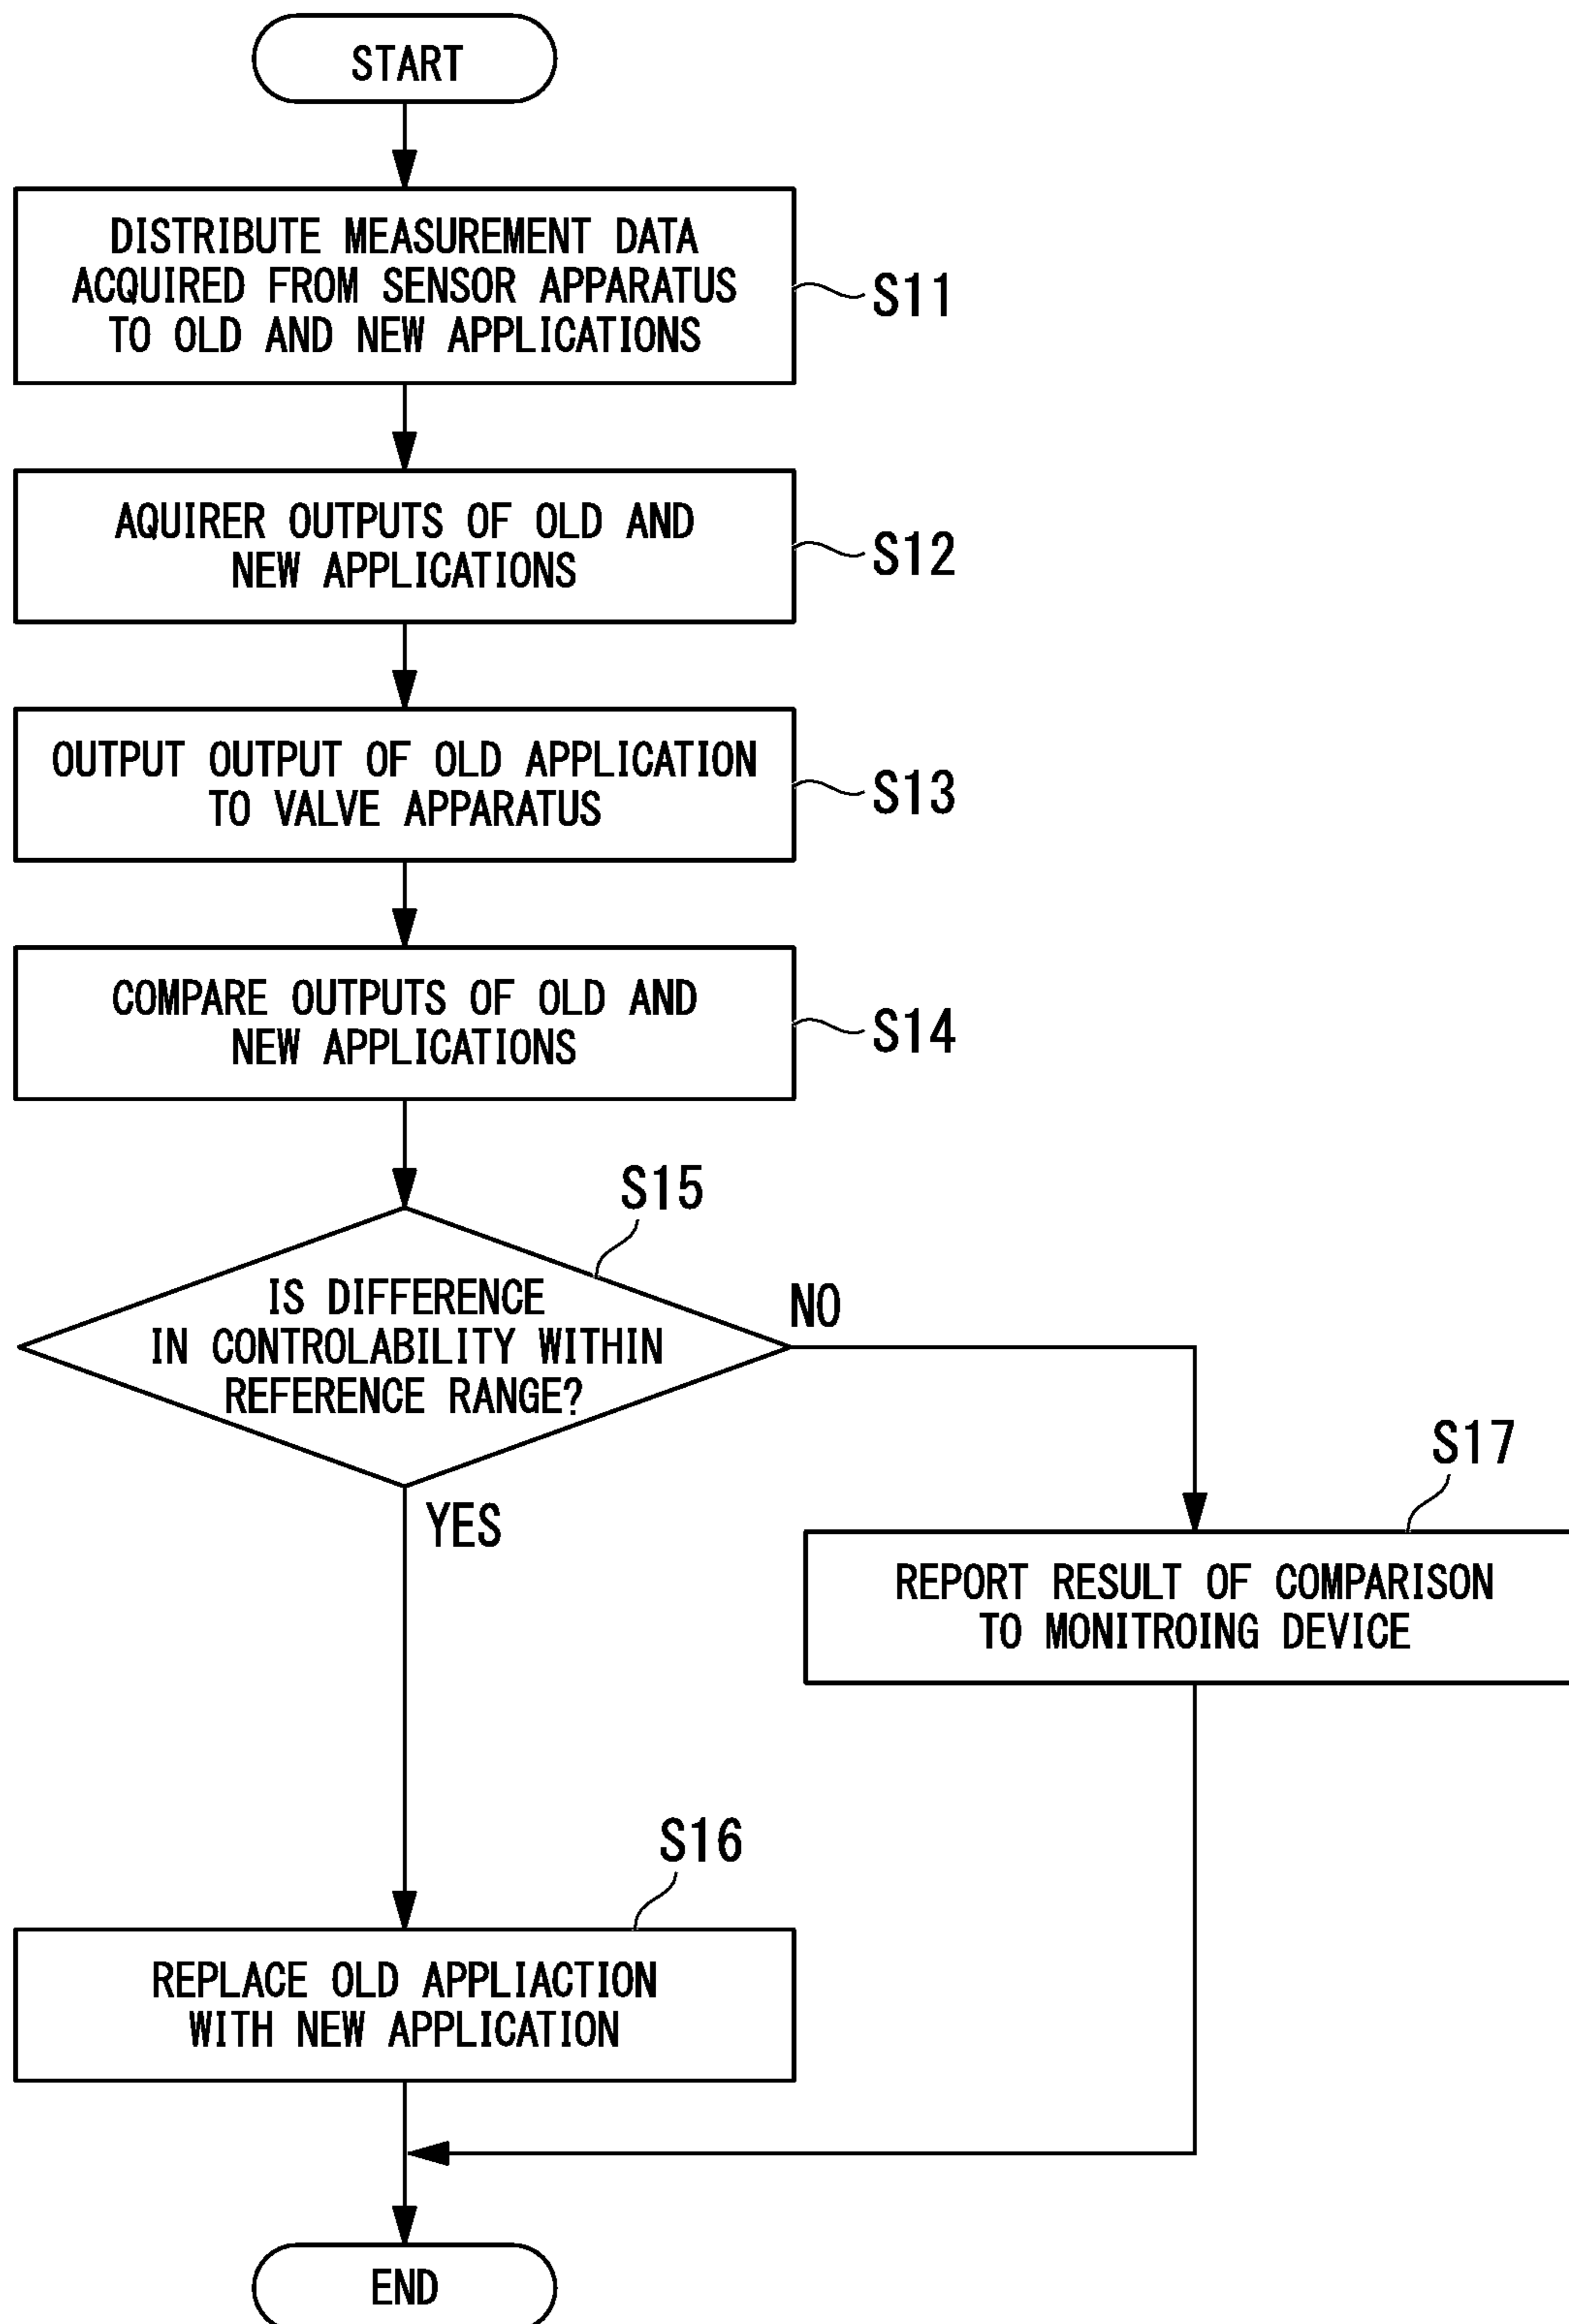 START
DISTRIBUTE MEASUREMENT DATA
ACQUIRED FROM SENSOR APPARATUS
TO OLD AND NEW APPLICATIONS
S11
AQUIRER OUTPUTS OF OLD AND
NEW APPLICATIONS
S12
OUTPUT OUTPUT OF OLD APPLICATION
TO VALVE APPARATUS
S13
COMPARE OUTPUTS OF OLD AND
NEW APPLICATIONS
S14
S15
IS DIFFERENCE
IN CONTROLABILITY WITHIN
REFERENCE RANGE?
NO
YES
S17
REPORT RESULT OF COMPARISON
TO MONITROING DEVICE
S16
REPLACE OLD APPLIACTION
WITH NEW APPLICATION
END